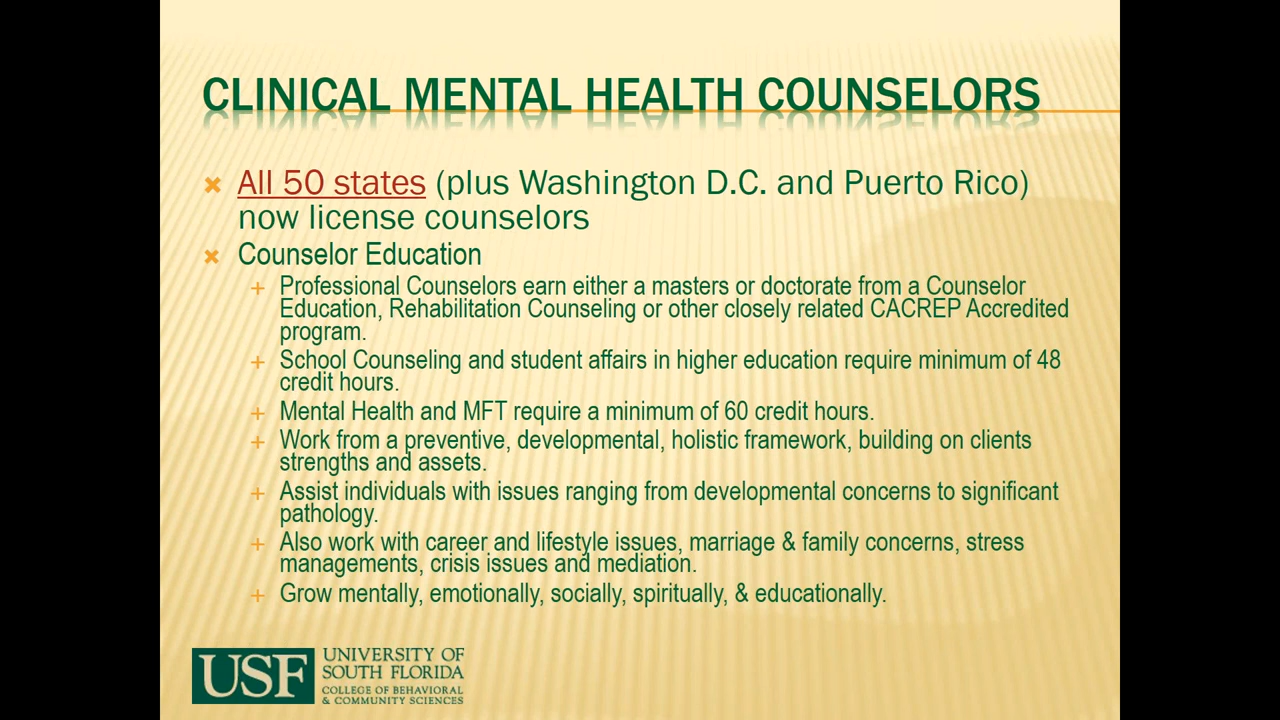 CLINICAL MENTAL HEALTH COUNSELORS
All 50 states (plus Washington D.C. and Puerto Rico)
now license counselors
Counselor Education
Professional Counselors earn either a masters or doctorate from a Counselor
Education, Rehabilitation Counseling or other closely related CACREP Accredited
program.
School Counseling and student affairs in higher education require minimum of 48
credit hours.
Mental Health and MFT require a minimum of 60 credit hours.
Work from a preventive, developmental, holistic framework, building on clients
strengths and assets.
Assist individuals with issues ranging from developmental concerns to significant
pathology.
Also work with career and lifestyle issues, marriage & family concerns, stress
managements, crisis issues and mediation.
Grow mentally, emotionally, socially, spiritually, & educationally.
USF
UNIVERSITY OF
SOUTH FLORIDA
COLLEGE OF BEHAVIORAL
& COMMUNITY SCIENCES